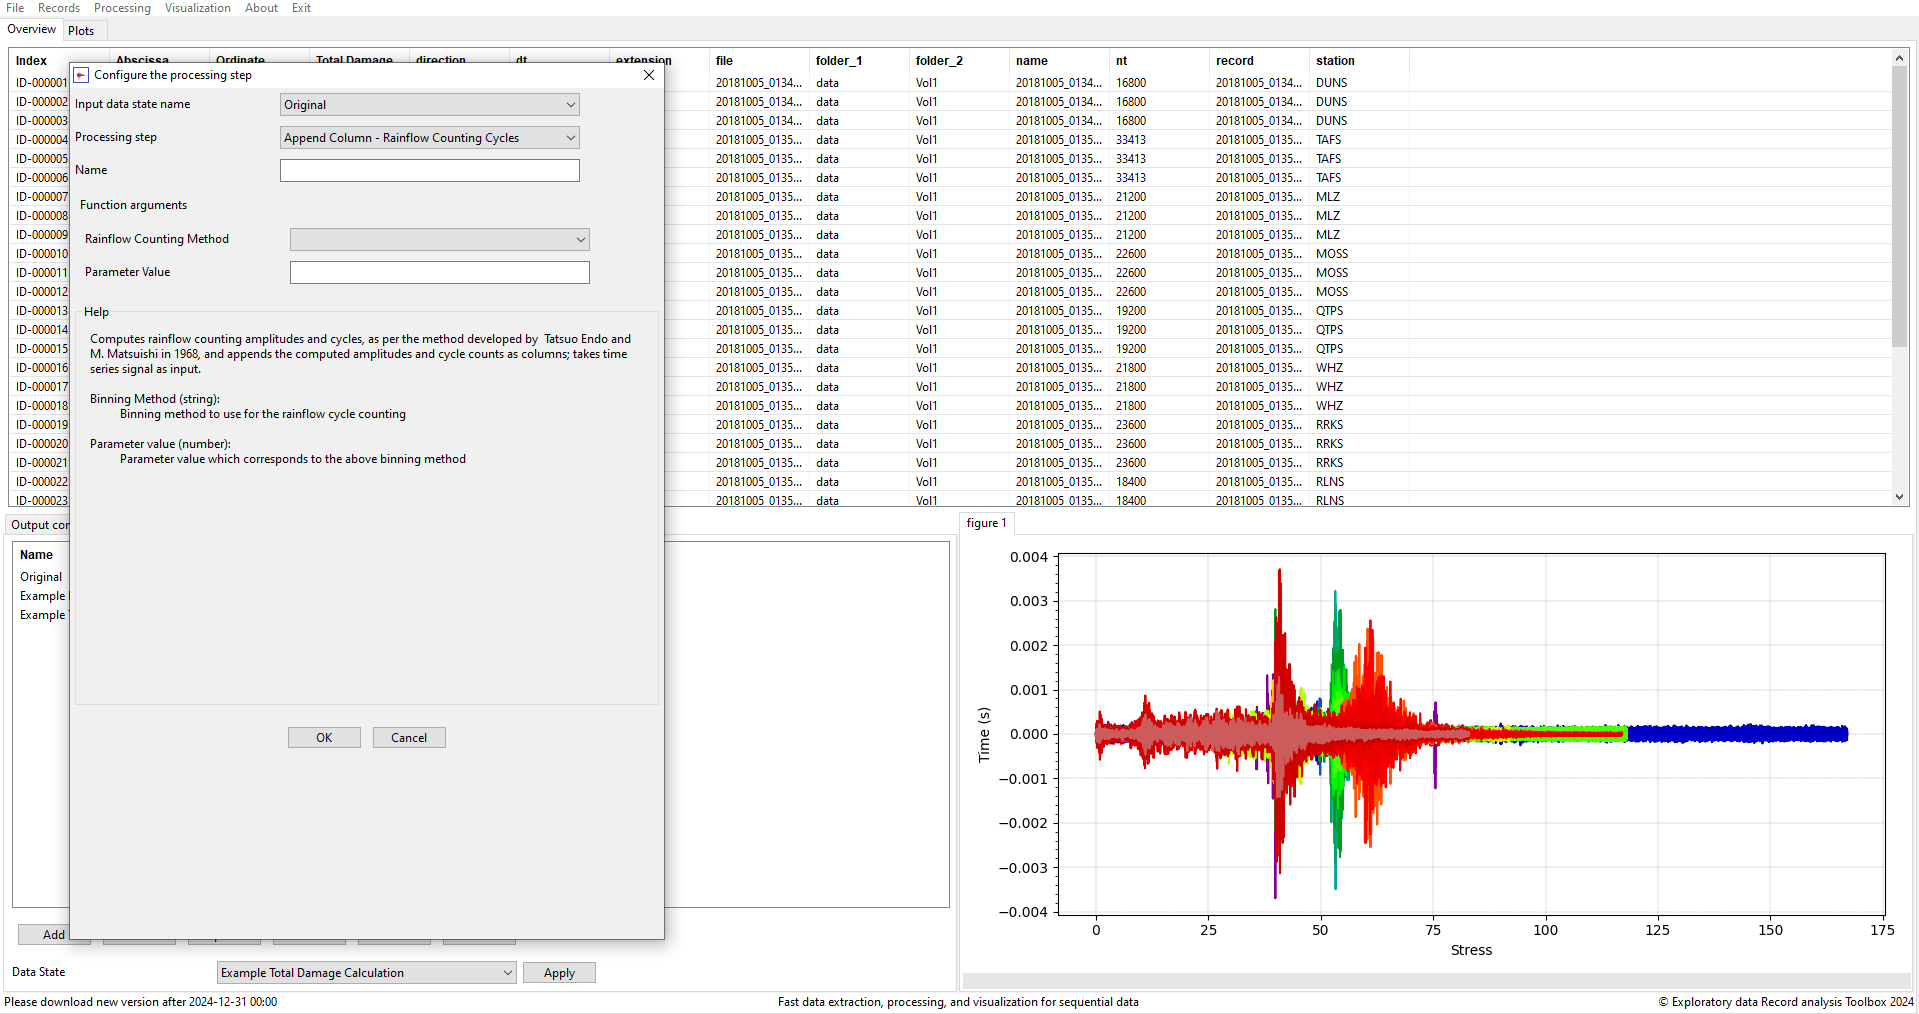 File Records Processing Visualization About Exit
Overview Plots
Index Abscissa Ordinate Total Damage direction dt extension file folder_1 folder_2 name nt record station
Configure the processing step
Input data state name Original
Processing step Append Column - Rainflow Counting Cycles
Name
Function arguments
Rainflow Counting Method
Parameter Value
Help
Computes rainflow counting amplitudes and cycles, as per the method developed by Tatsuo Endo and
M. Matsuishi in 1968, and appends the computed amplitudes and cycle counts as columns; takes time
series signal as input.
Binning Method (string):
Binning method to use for the rainflow cycle counting
Parameter value (number):
Parameter value which corresponds to the above binning method
OK Cancel
ID-000001 20181005_0134... data Vol1 20181005_0134... 16800 20181005_0134... DUNS
ID-000002 20181005_0134... data Vol1 20181005_0134... 16800 20181005_0134... DUNS
ID-000003 20181005_0134... data Vol1 20181005_0134... 16800 20181005_0134... DUNS
ID-000004 20181005_0135... data Vol1 20181005_0135... 33413 20181005_0135... TAFS
ID-000005 20181005_0135... data Vol1 20181005_0135... 33413 20181005_0135... TAFS
ID-000006 20181005_0135... data Vol1 20181005_0135... 33413 20181005_0135... TAFS
ID-000007 20181005_0135... data Vol1 20181005_0135... 21200 20181005_0135... MLZ
ID-000008 20181005_0135... data Vol1 20181005_0135... 21200 20181005_0135... MLZ
ID-000009 20181005_0135... data Vol1 20181005_0135... 21200 20181005_0135... MLZ
ID-000010 20181005_0135... data Vol1 20181005_0135... 22600 20181005_0135... MOSS
ID-000011 20181005_0135... data Vol1 20181005_0135... 22600 20181005_0135... MOSS
ID-000012 20181005_0135... data Vol1 20181005_0135... 22600 20181005_0135... MOSS
ID-000013 20181005_0135... data Vol1 20181005_0135... 19200 20181005_0135... QTPS
ID-000014 20181005_0135... data Vol1 20181005_0135... 19200 20181005_0135... QTPS
ID-000015 20181005_0135... data Vol1 20181005_0135... 19200 20181005_0135... QTPS
ID-000016 20181005_0135... data Vol1 20181005_0135... 21800 20181005_0135... WHZ
ID-000017 20181005_0135... data Vol1 20181005_0135... 21800 20181005_0135... WHZ
ID-000018 20181005_0135... data Vol1 20181005_0135... 21800 20181005_0135... WHZ
ID-000019 20181005_0135... data Vol1 20181005_0135... 23600 20181005_0135... RRKS
ID-000020 20181005_0135... data Vol1 20181005_0135... 23600 20181005_0135... RRKS
ID-000021 20181005_0135... data Vol1 20181005_0135... 23600 20181005_0135... RRKS
ID-000022 20181005_0135... data Vol1 20181005_0135... 18400 20181005_0135... RLNS
ID-000023 20181005_0135... data Vol1 20181005_0135... 18400 20181005_0135... RLNS
Output
Name
Original
Example
Example
Add
Data State Example Total Damage Calculation Apply
figure 1
0.004
0.003
0.002
0.001
0.000
−0.001
−0.002
−0.003
−0.004
Time (s)
0 25 50 75 100 125 150 175
Stress
Please download new version after 2024-12-31 00:00
Fast data extraction, processing, and visualization for sequential data
© Exploratory data Record analysis Toolbox 2024